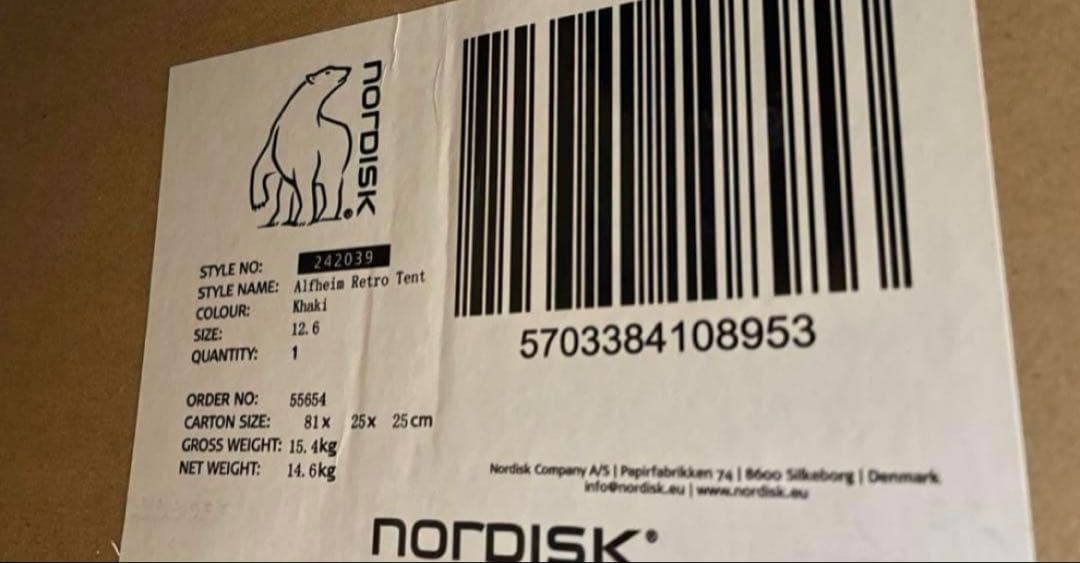 NORDISK®
STYLE NO: 242039
STYLE NAME: Alfheim Retro Tent
COLOUR: Khaki
SIZE: 12.6
QUANTITY: 1
ORDER NO: 55654
CARTON SIZE: 81x 25x 25cm
GROSS WEIGHT: 15.4kg
NET WEIGHT: 14.6kg
5703384108953
Nordisk Company A/S | Papirfabrikken 74 | 8600 Silkeborg | Denmark
info@nordisk.eu | www.nordisk.eu
NORDISK®